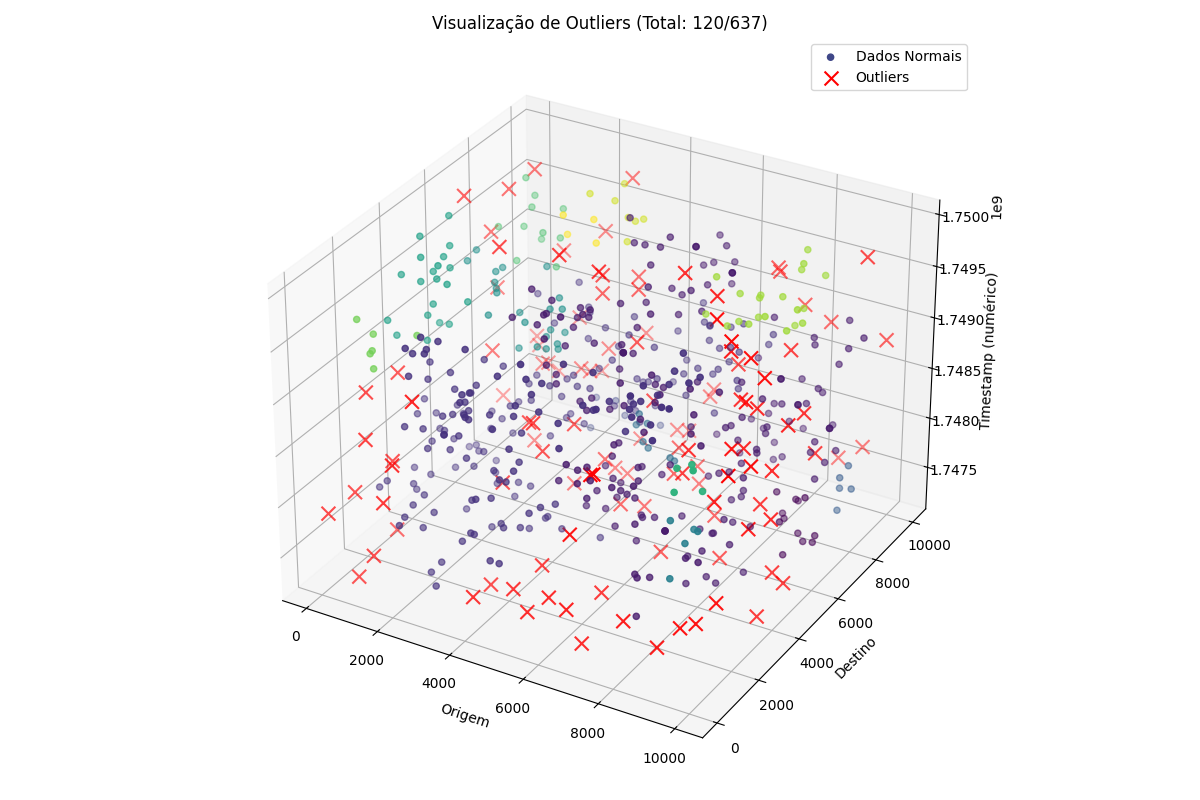 Visualização de Outliers (Total: 120/637)
Dados Normais
Outliers
1e9
1.7500
1.7495
1.7490
1.7485
1.7480
1.7475
Timestamp (numérico)
10000
8000
6000
4000
2000
0
Destino
0
2000
4000
6000
8000
10000
Origem